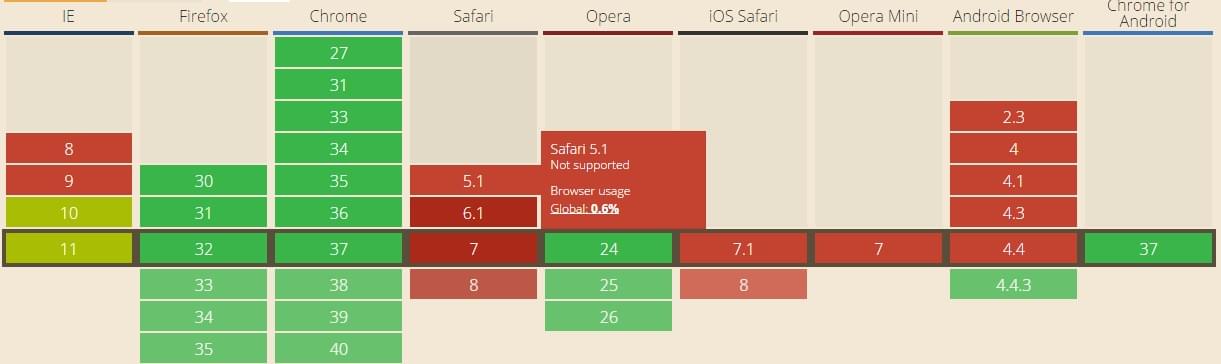 IE Firefox Chrome Safari Opera iOS Safari Opera Mini Android Browser Chrome for Android
27
31
33 2.3
8 34 4
9 30 35 5.1 4.1
10 31 36 6.1 4.3
Safari 5.1
Not supported
Browser usage
Global: 0.6%
11 32 37 7 24 7.1 7 4.4 37
33 38 8 25 8 4.4.3
34 39 26
35 40